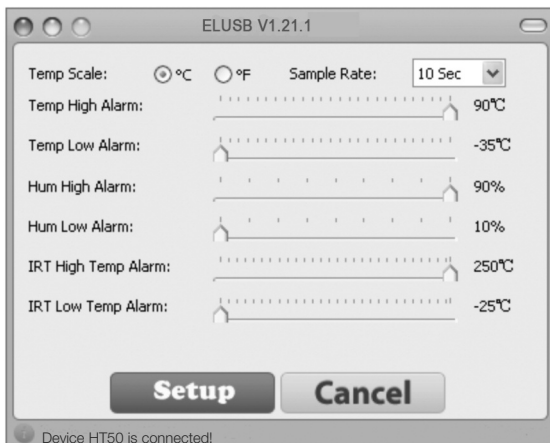 ELUSB V1.21.1
Temp Scale: °C °F Sample Rate: 10 Sec
Temp High Alarm: 90℃
Temp Low Alarm: -35℃
Hum High Alarm: 90%
Hum Low Alarm: 10%
IRT High Temp Alarm: 250℃
IRT Low Temp Alarm: -25℃
Setup Cancel
Device HT50 is connected!